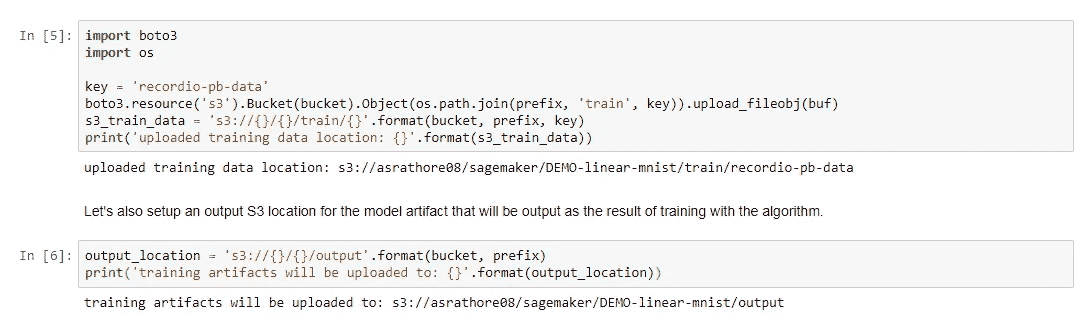 In [5]: import boto3
import os
key = 'recordio-pb-data'
boto3.resource('s3').Bucket(bucket).Object(os.path.join(prefix, 'train', key)).upload_fileobj(buf)
s3_train_data = 's3://{}/{}/train/{}'.format(bucket, prefix, key)
print('uploaded training data location: {}'.format(s3_train_data))
uploaded training data location: s3://asrathore08/sagemaker/DEMO-linear-mnist/train/recordio-pb-data
Let's also setup an output S3 location for the model artifact that will be output as the result of training with the algorithm.
In [6]: output_location = 's3://{}/{}/output'.format(bucket, prefix)
print('training artifacts will be uploaded to: {}'.format(output_location))
training artifacts will be uploaded to: s3://asrathore08/sagemaker/DEMO-linear-mnist/output